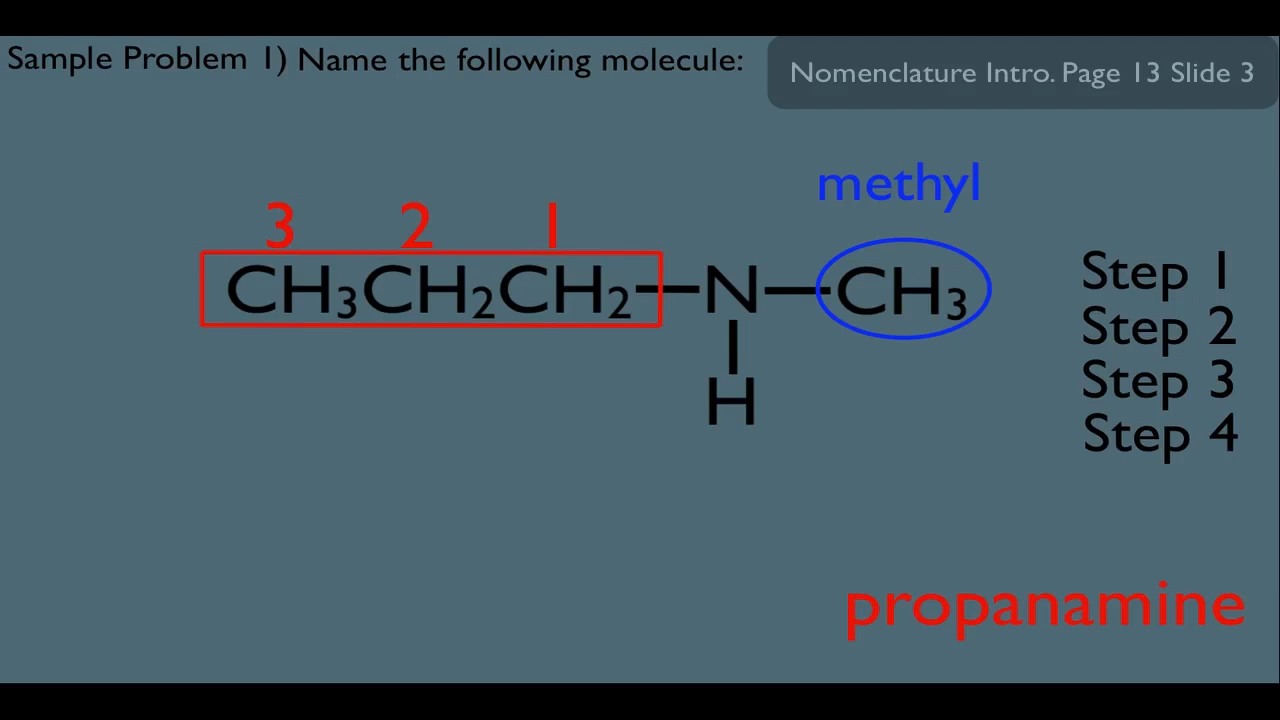 Sample Problem 1) Name the following molecule:
Nomenclature Intro. Page 13 Slide 3
methyl
3 2 1
CH₃CH₂CH₂—N—CH₃
H
Step 1
Step 2
Step 3
Step 4
propanamine